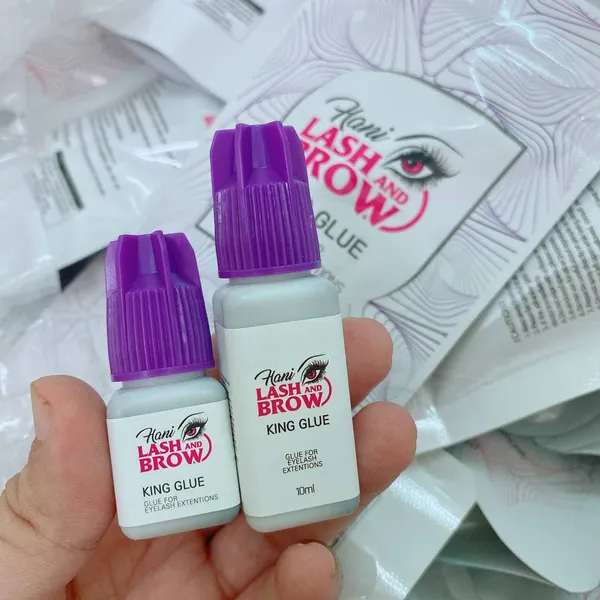 Hani
LASH AND
BROW
GLUE
Hani
LASH AND
BROW
KING GLUE
GLUE FOR
EYELASH EXTENTIONS
Hani
LASH AND
BROW
KING GLUE
GLUE FOR
EYELASH
EXTENTIONS
10ml